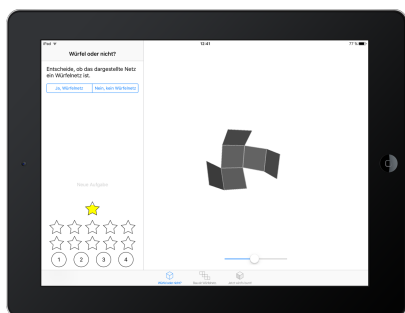 iPad
13:41
77 %
Würfel oder nicht?
Entscheide, ob das dargestellte Netz
ein Würfelnetz ist.
Ja, Würfelnetz
Nein, kein Würfelnetz
Neue Aufgabe
1
2
3
4